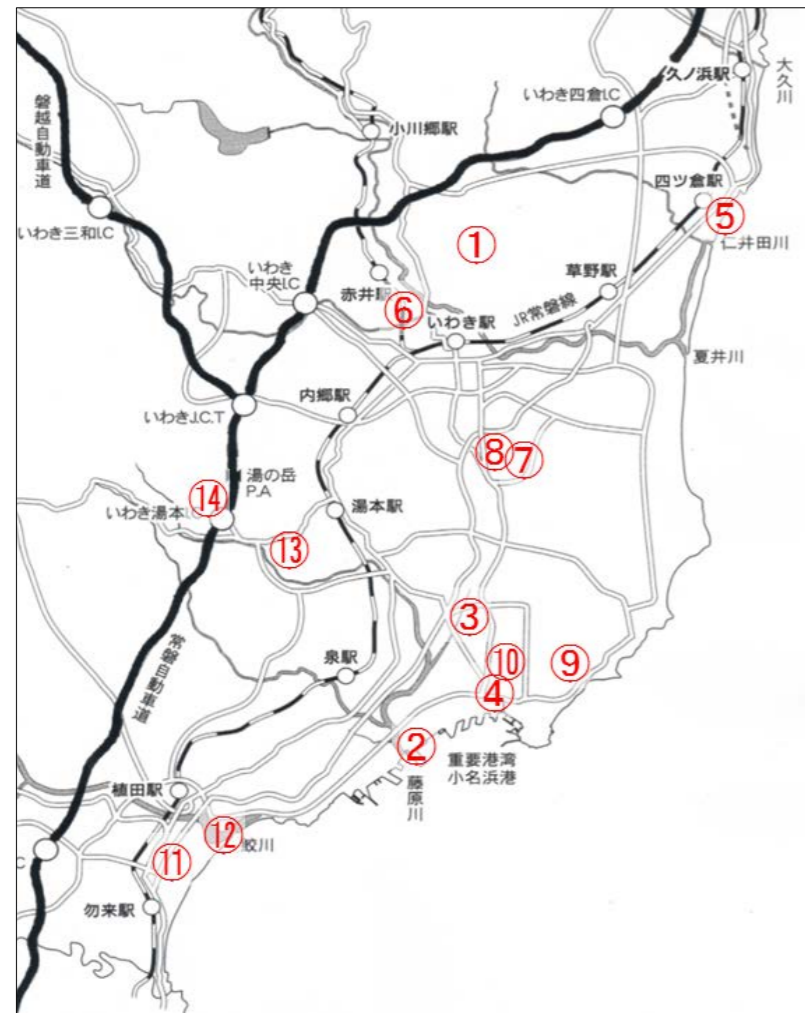 久ノ浜駅
大久川
いわき四倉I.C
小川郷駅
磐越自動車道
四ツ倉駅
⑤
いわき三和I.C
①
仁井田川
いわき
中央I.C
赤井
草野駅
⑥
いわき駅
JR常磐線
夏井川
内郷駅
いわきJ.C.T
⑧
⑦
湯の岳
P.A
⑭
湯本駅
いわき湯本
⑬
③
常磐自動車道
泉駅
⑩
⑨
④
②
重要港湾
小名浜港
藤原川
植田駅
⑫
鮫川
⑪
C
勿来駅